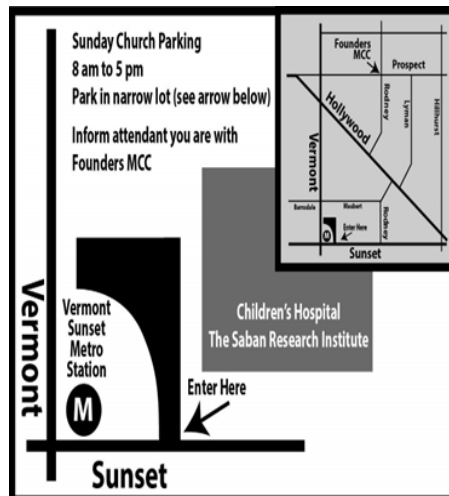 Sunday Church Parking
8 am to 5 pm
Park in narrow lot (see arrow below)
Inform attendant you are with
Founders MCC
Founders
MCC
Prospect
Hollywood
Rodney
Lyman
Hillhurst
Vermont
Barnsdale
Maubert
Rodney
Enter Here
M
Sunset
Children's Hospital
The Saban Research Institute
Vermont
Vermont
Sunset
Metro
Station
M
Enter Here
Sunset